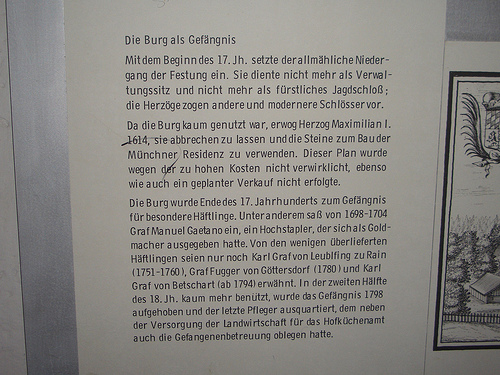 Die Burg als Gefängnis
Mit dem Beginn des 17. Jh. setzte der allmähliche Nieder-
gang der Festung ein. Sie diente nicht mehr als Verwal-
tungssitz und nicht mehr als fürstliches Jagdschloß;
die Herzöge zogen andere und modernere Schlösser vor.
Da die Burg kaum genutzt war, erwog Herzog Maximilian I.
1614, sie abbrechen zu lassen und die Steine zum Bau der
Münchner Residenz zu verwenden. Dieser Plan wurde
wegen der zu hohen Kosten nicht verwirklicht, ebenso
wie auch ein geplanter Verkauf nicht erfolgte.
Die Burg wurde Ende des 17. Jahrhunderts zum Gefängnis
für besondere Häftlinge. Unter anderem saß von 1698-1704
Graf Manuel Gaetano ein, ein Hochstapler, der sich als Gold-
macher ausgegeben hatte. Von den wenigen überlieferten
Häftlingen seien nur noch Karl Graf von Leublfing zu Rain
(1751-1760), Graf Fugger von Göttersdorf (1780) und Karl
Graf von Betschart (ab 1794) erwähnt. In der zweiten Hälfte
des 18. Jh. kaum mehr benützt, wurde das Gefängnis 1798
aufgehoben und der letzte Pfleger ausquartiert, dem neben
der Versorgung der Landwirtschaft für das Hofküchenamt
auch die Gefangenenbetreuung oblegen hatte.